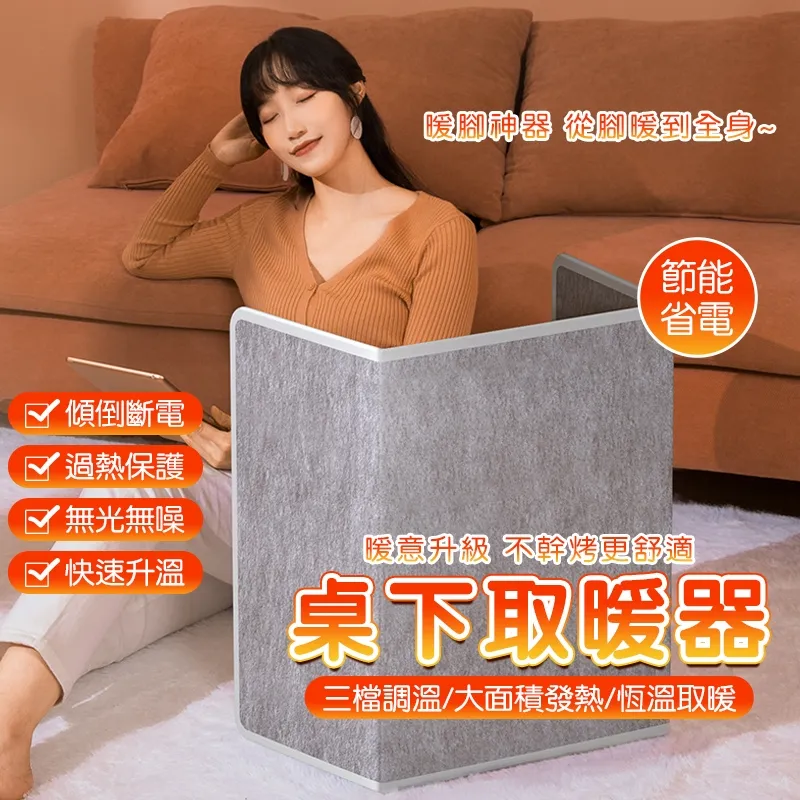 暖腳神器 從腳暖到全身~
節能
省電
傾倒斷電
過熱保護
無光無噪
快速升溫
暖意升級 不幹烤更舒適
桌下取暖器
三檔調溫/大面積發熱/恆溫取暖